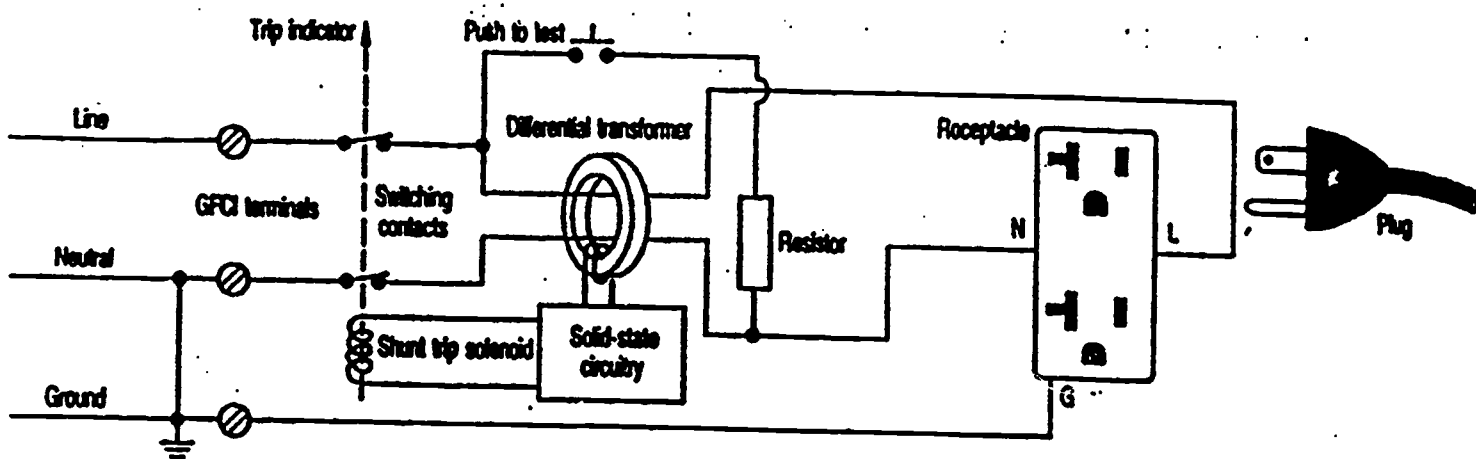 Trip indicator
Push to test
Line
Differential transformer
Roceptacle
GFCI terminals
Switching
contacts
Neutral
Resistor
N
L
Plug
Shunt trip solenoid
Solid-state
circuitry
Ground
G